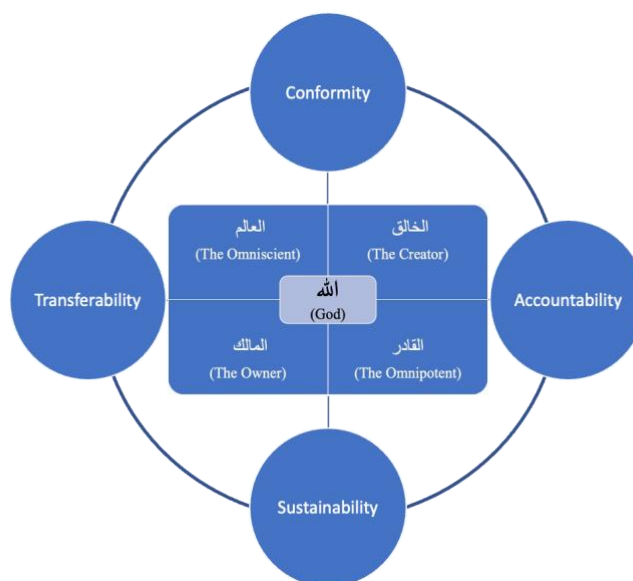 Conformity
العالم
(The Omniscient)
الخالق
(The Creator)
Transferability
الله
(God)
Accountability
المالك
(The Owner)
القادر
(The Omnipotent)
Sustainability